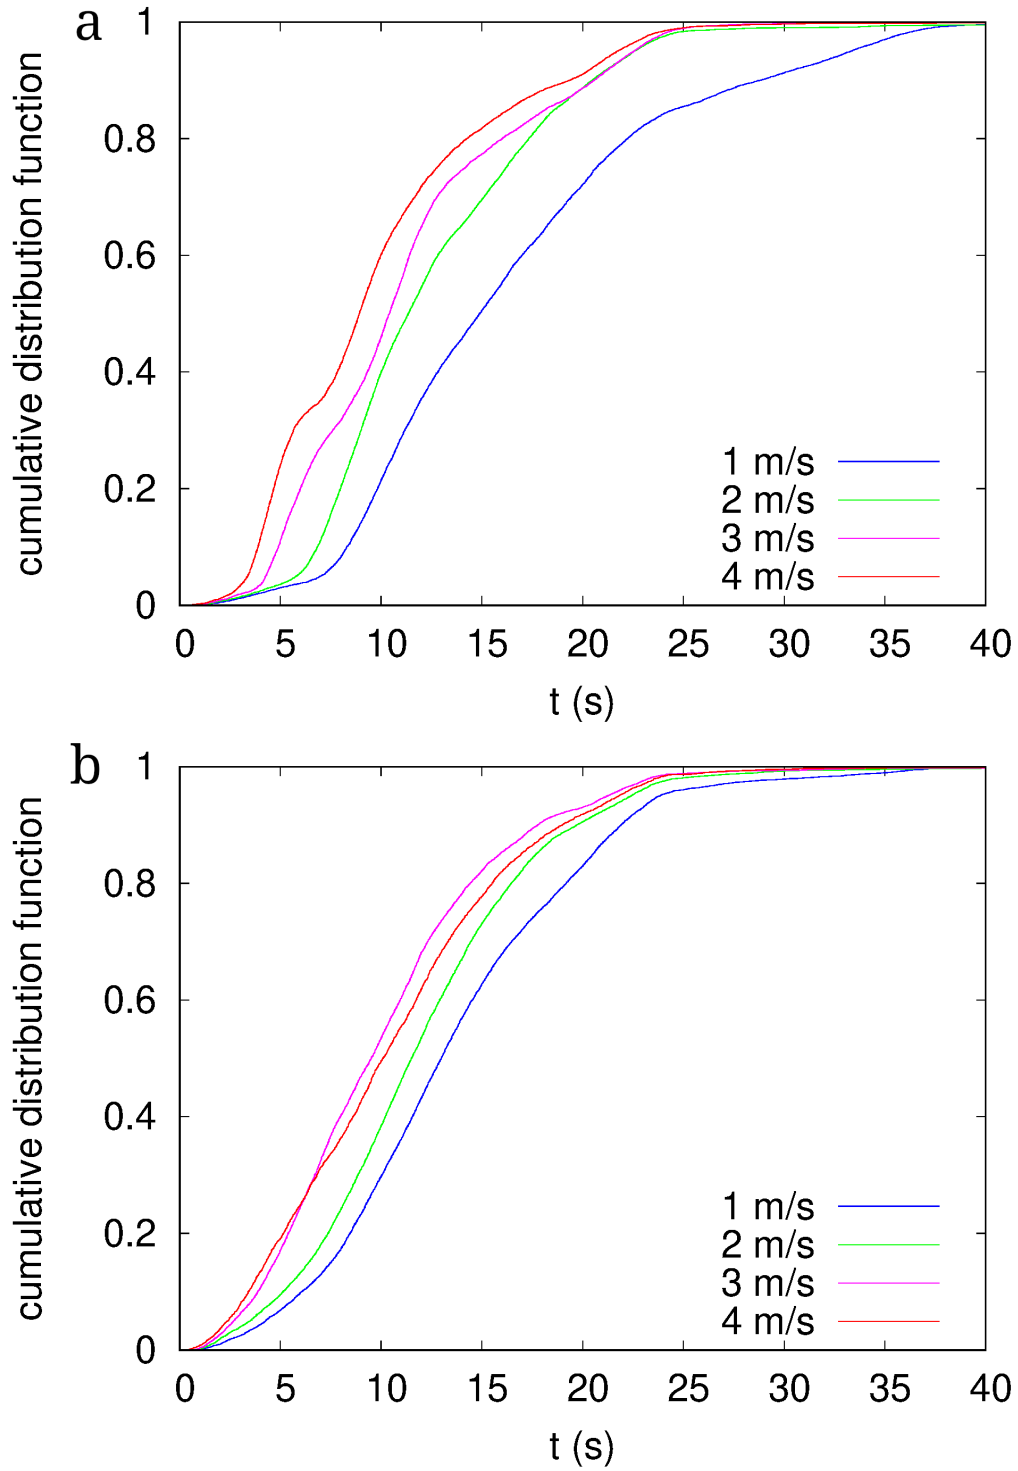 a
cumulative distribution function
1
0.8
0.6
0.4
0.2
0
1 m/s
2 m/s
3 m/s
4 m/s
0 5 10 15 20 25 30 35 40
t (s)
b
cumulative distribution function
1
0.8
0.6
0.4
0.2
0
1 m/s
2 m/s
3 m/s
4 m/s
0 5 10 15 20 25 30 35 40
t (s)